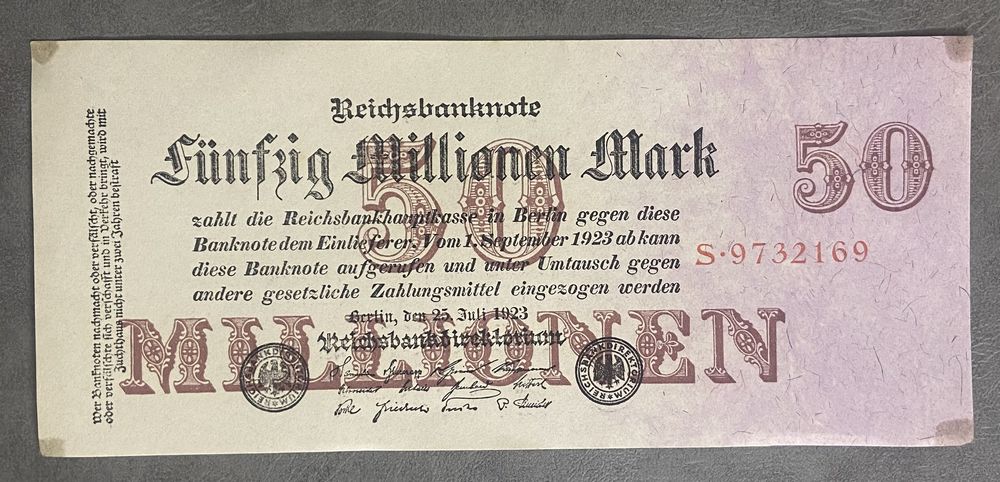 Reichsbanknote
Fünfzig Millionen Mark
50
50
zahlt die Reichsbankhauptkasse in Berlin gegen diese
Banknote dem Einlieferer. Vom 1. September 1923 ab kann
diese Banknote aufgerufen und unter Umtausch gegen
andere gesetzliche Zahlungsmittel eingezogen werden
S·9732169
Berlin, den 25. Juli 1923
Reichsbankdirektorium
MILLIONEN
REICHSBANKDIREKTORIUM
REICHSBANKDIREKTORIUM
Wer Banknoten nachmacht oder verfälscht, oder nachgemachte
oder verfälschte sich verschafft und in Verkehr bringt, wird mit
Zuchthaus nicht unter zwei Jahren bestraft